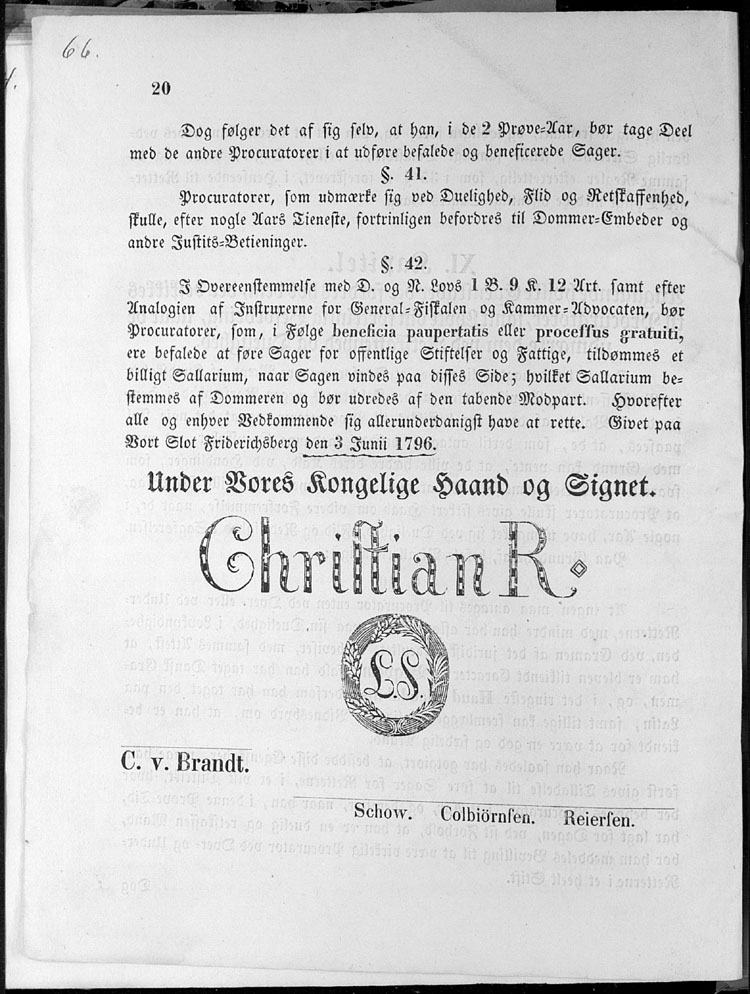 66.
20
Dog følger det af sig selv, at han, i de 2 Prøve-Aar, bør tage Deel
med de andre Procuratorer i at udføre befalede og beneficerede Sager.
§. 41.
Procuratorer, som udmærke sig ved Duelighed, Flid og Retskaffenhed,
skulle, efter nogle Aars Tieneste, fortrinligen befordres til Dommer-Embeder og
andre Justits-Betieninger.
§. 42.
I Overeenstemmelse med D. og N. Lovs 1 B. 9 K. 12 Art. samt efter
Analogien af Instruxerne for General-Fiskalen og Kammer-Advocaten, bør
Procuratorer, som, i Følge beneficia paupertatis eller processus gratuiti,
ere befalede at føre Sager for offentlige Stiftelser og Fattige, tildømmes et
billigt Sallarium, naar Sagen vindes paa disses Side; hvilket Sallarium be-
stemmes af Dommeren og bør udredes af den tabende Modpart. Hvorefter
alle og enhver Vedkommende sig allerunderdanigst have at rette. Givet paa
Vort Slot Friderichsberg den 3 Junii 1796.
Under Vores Kongelige Haand og Signet.
Christian R.
L.S.
C. v. Brandt.
Schow. Colbiörnsen. Reiersen.